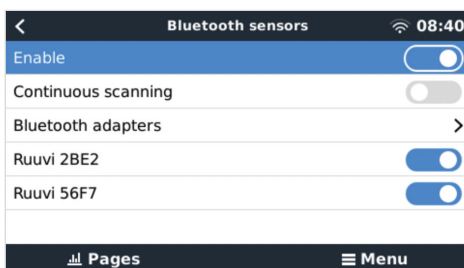 Bluetooth sensors 08:40
Enable
Continuous scanning
Bluetooth adapters
Ruuvi 2BE2
Ruuvi 56F7
Pages Menu